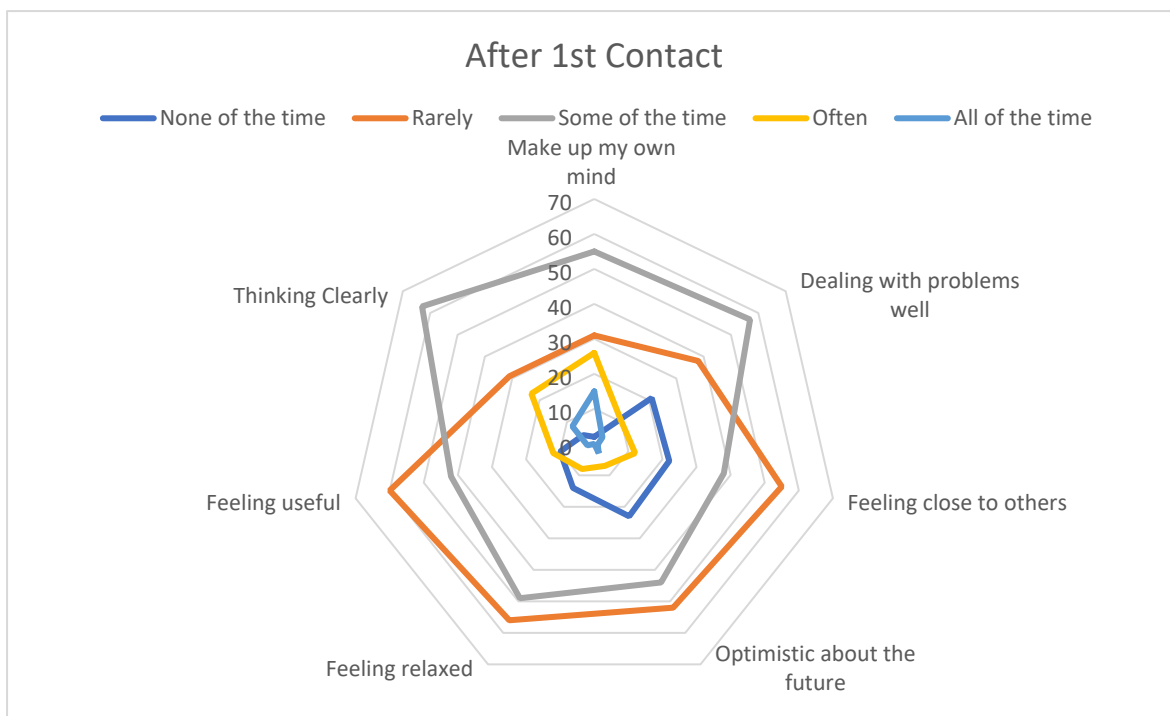 After 1st Contact
None of the time Rarely Some of the time Often All of the time
Make up my own
mind
70
60
50
40
30
20
10
0
Dealing with problems
well
Feeling close to others
Optimistic about the
future
Feeling relaxed
Feeling useful
Thinking Clearly